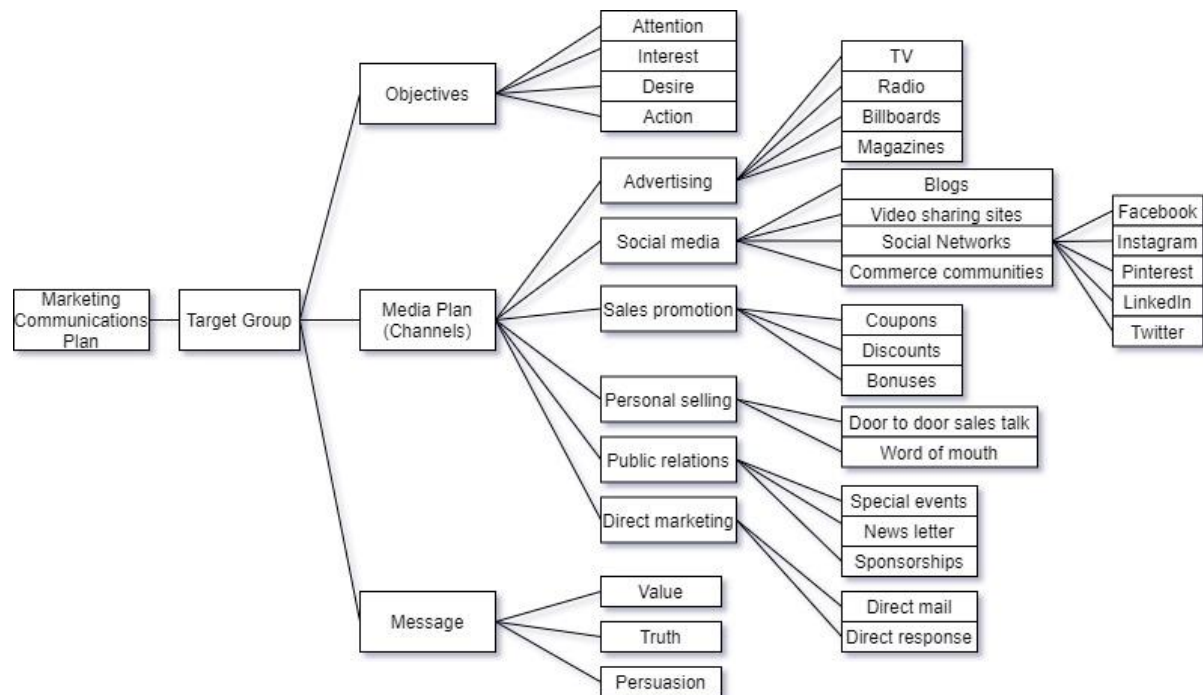 Marketing
Communications
Plan
Target Group
Objectives
Attention
Interest
Desire
Action
Media Plan
(Channels)
Advertising
TV
Radio
Billboards
Magazines
Social media
Blogs
Video sharing sites
Social Networks
Commerce communities
Facebook
Instagram
Pinterest
LinkedIn
Twitter
Sales promotion
Coupons
Discounts
Bonuses
Personal selling
Door to door sales talk
Word of mouth
Public relations
Special events
News letter
Sponsorships
Direct marketing
Direct mail
Direct response
Message
Value
Truth
Persuasion